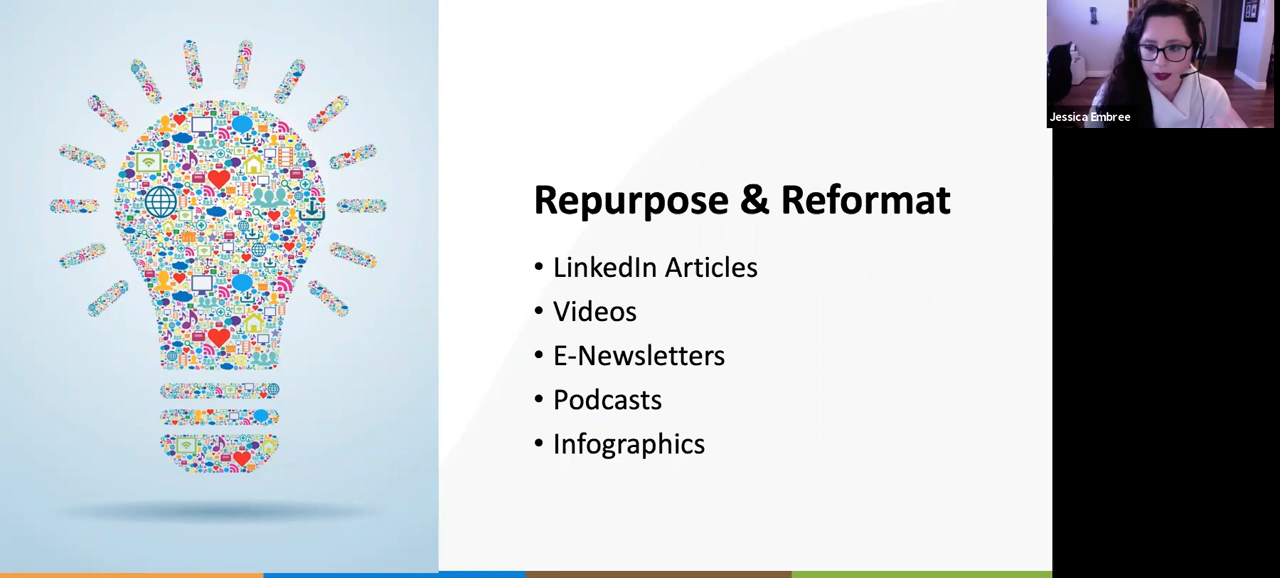 Repurpose & Reformat
• LinkedIn Articles
• Videos
• E-Newsletters
• Podcasts
• Infographics
Jessica Embree